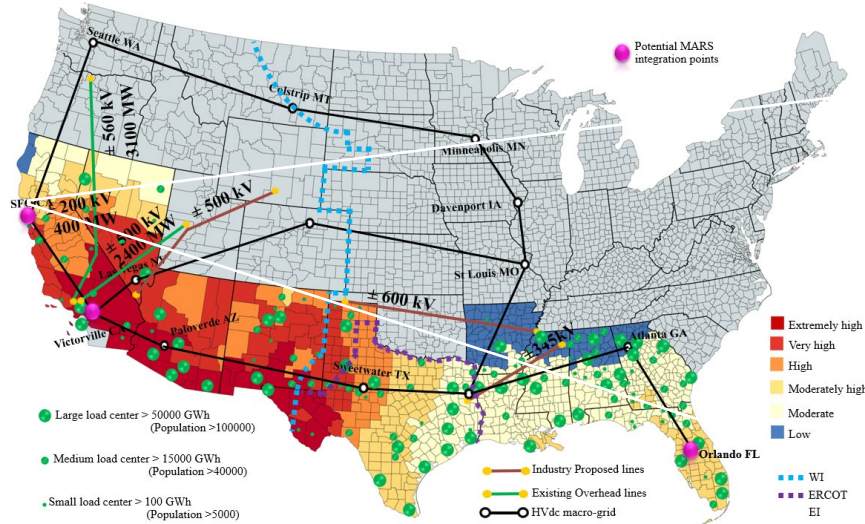 Seattle WA
Potential MARS
integration points
Colstrip MT
± 560 kV
3100 MW
Minneapolis MN
± 500 kV
Davenport IA
SFO CA
± 200 kV
400 MW
± 500 kV
2400 MW
Las Vegas NV
St Louis MO
± 600 kV
±345kV
Atlanta GA
Victorville CA
Paloverde AZ
Sweetwater TX
Extremely high
Very high
High
Moderately high
Moderate
Low
Large load center > 50000 GWh
(Population >100000)
Medium load center > 15000 GWh
(Population >40000)
Small load center > 100 GWh
(Population >5000)
Orlando FL
Industry Proposed lines
Existing Overhead lines
HVdc macro-grid
WI
ERCOT
EI